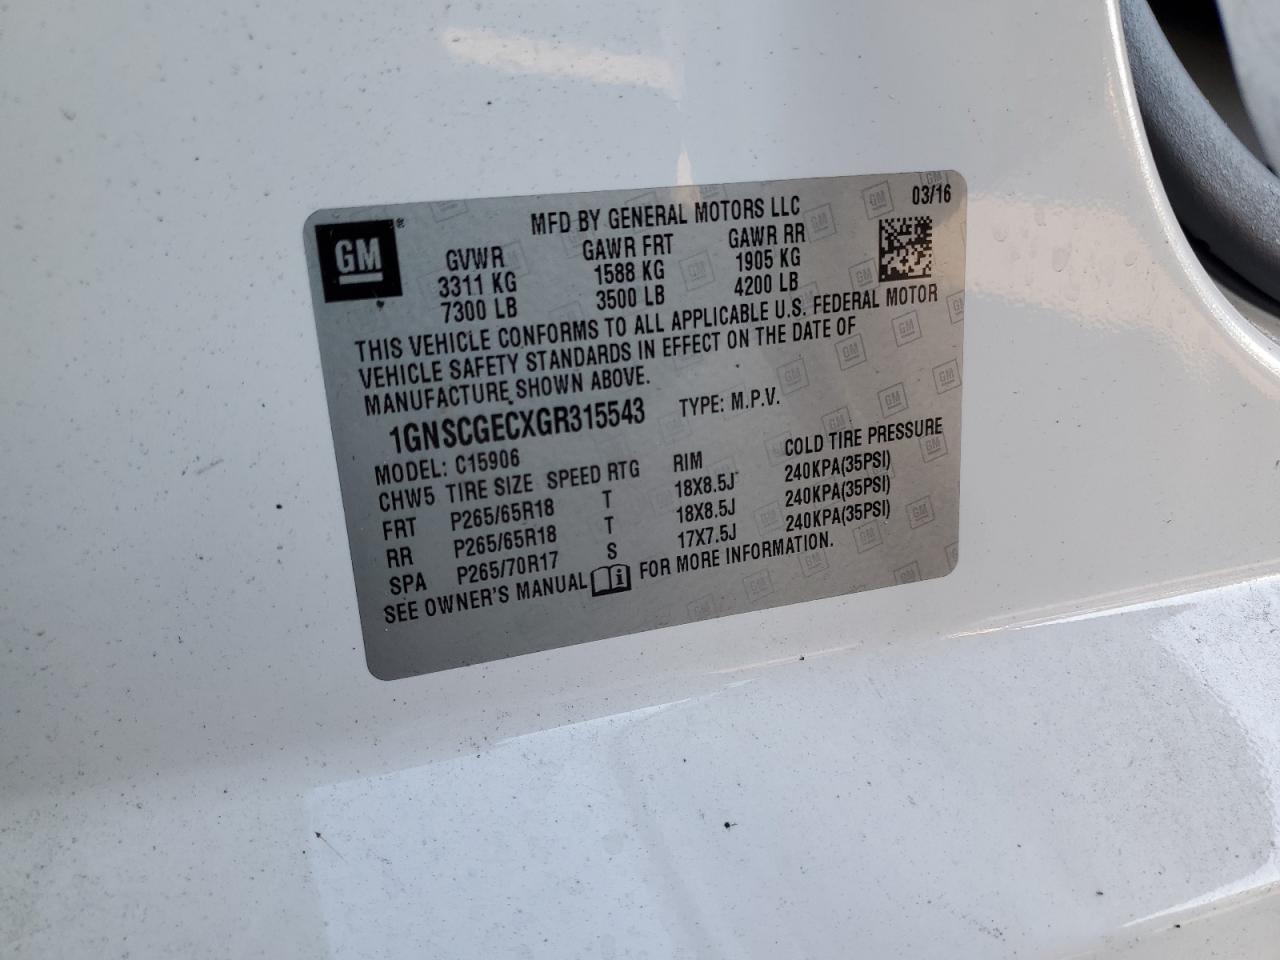 GM®
MFD BY GENERAL MOTORS LLC 03/16
GVWR GAWR FRT GAWR RR
3311 KG 1588 KG 1905 KG
7300 LB 3500 LB 4200 LB
THIS VEHICLE CONFORMS TO ALL APPLICABLE U.S. FEDERAL MOTOR
VEHICLE SAFETY STANDARDS IN EFFECT ON THE DATE OF
MANUFACTURE SHOWN ABOVE.
1GNSCGECXGR315543 TYPE: M.P.V.
MODEL: C15906
CHW5 TIRE SIZE SPEED RTG RIM COLD TIRE PRESSURE
FRT P265/65R18 T 18X8.5J 240KPA(35PSI)
RR P265/65R18 T 18X8.5J 240KPA(35PSI)
SPA P265/70R17 S 17X7.5J 240KPA(35PSI)
SEE OWNER'S MANUAL FOR MORE INFORMATION.